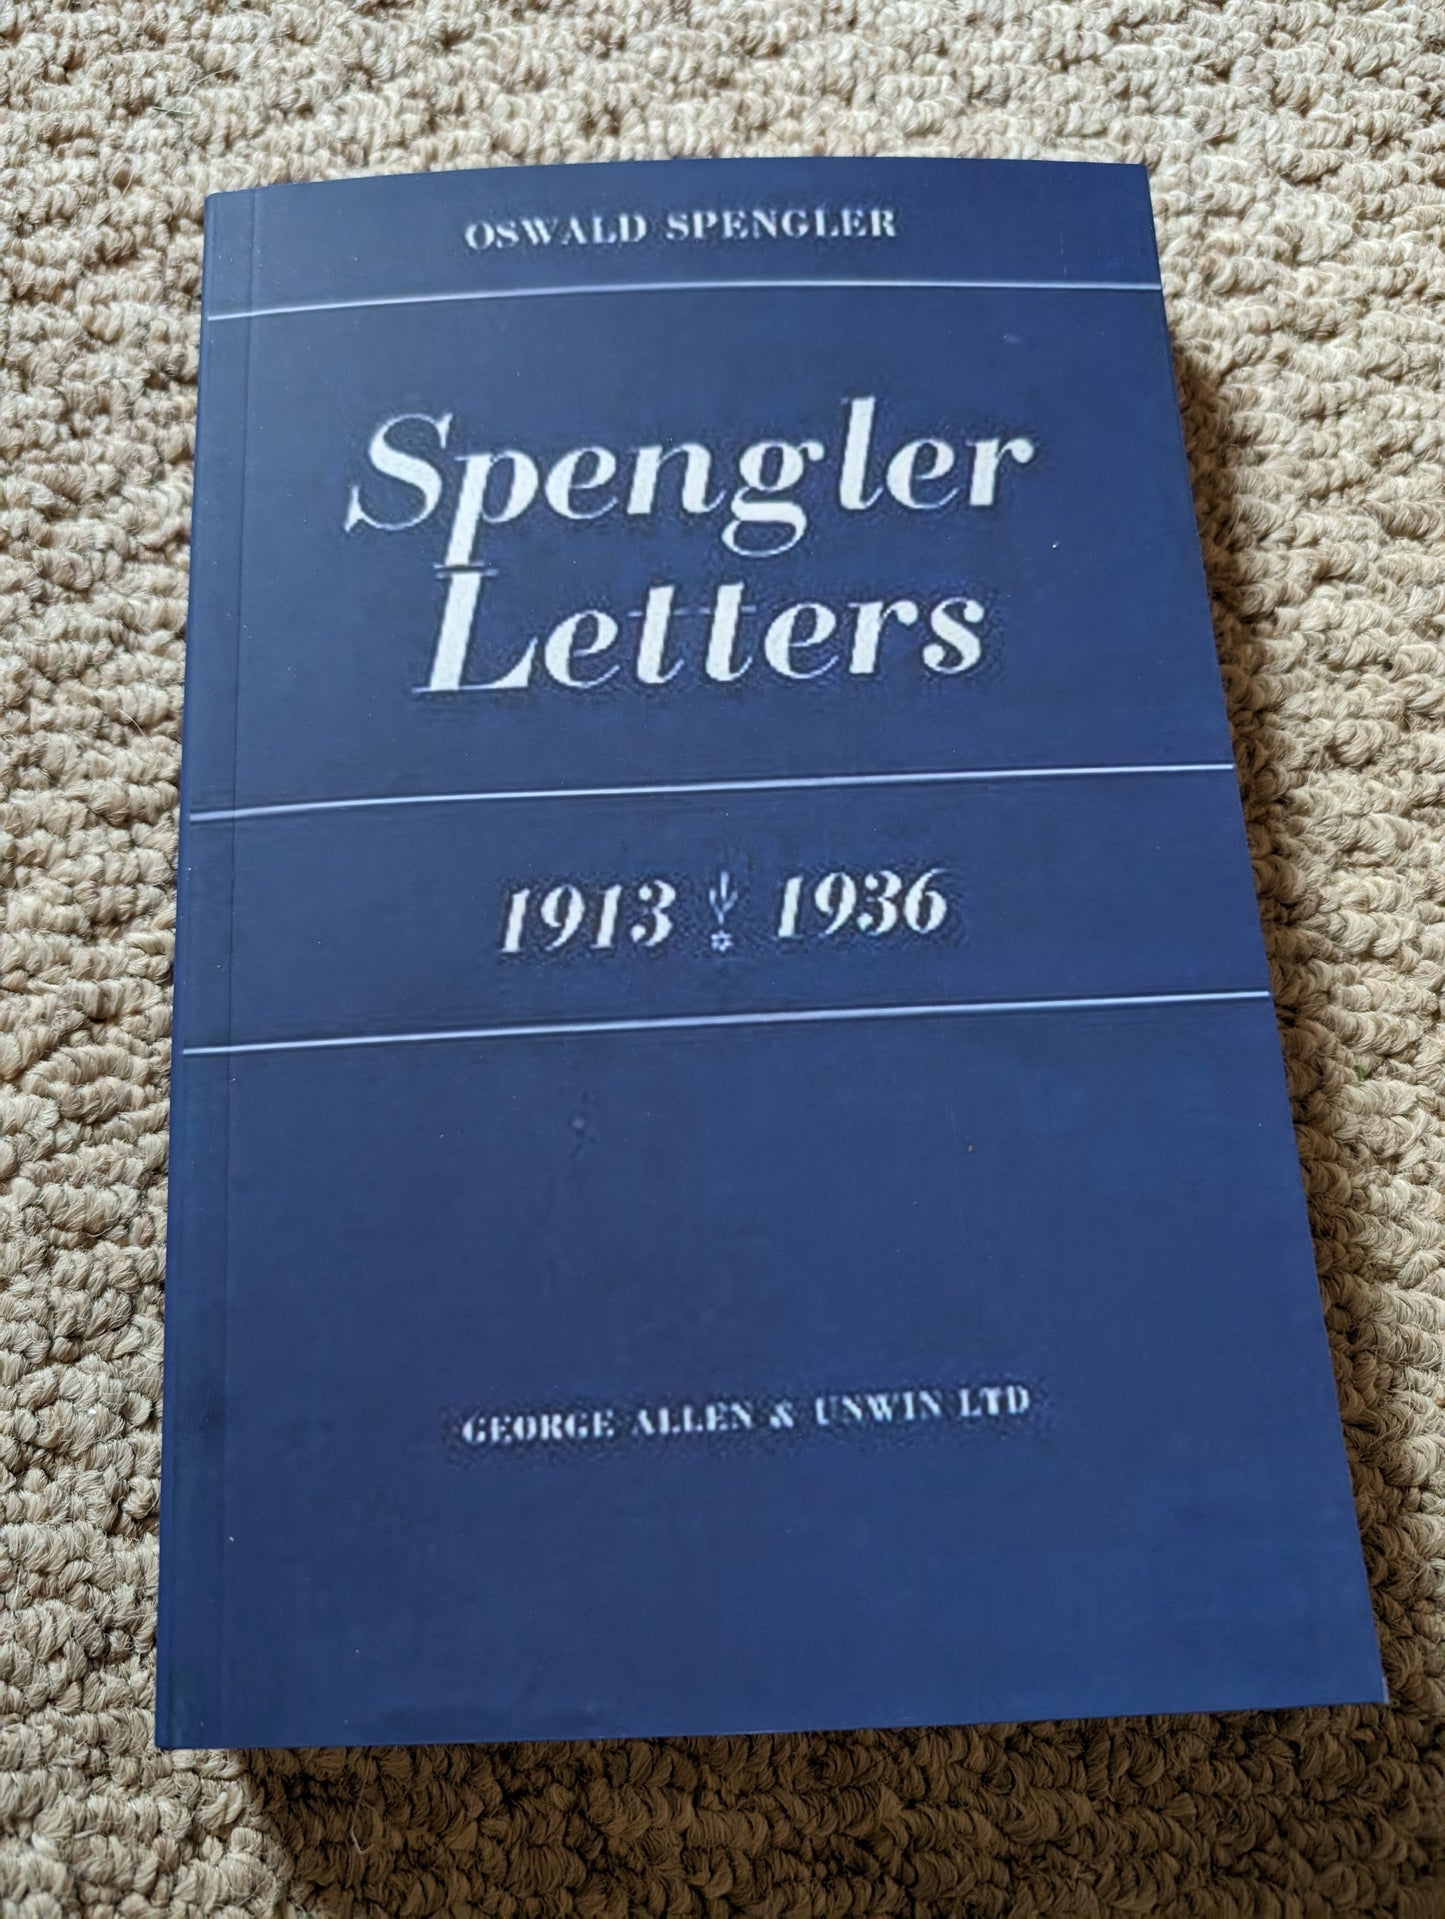 OSWALD SPENGLER
Spengler
Letters
1913 1936
GEORGE ALLEN & UNWIN LTD